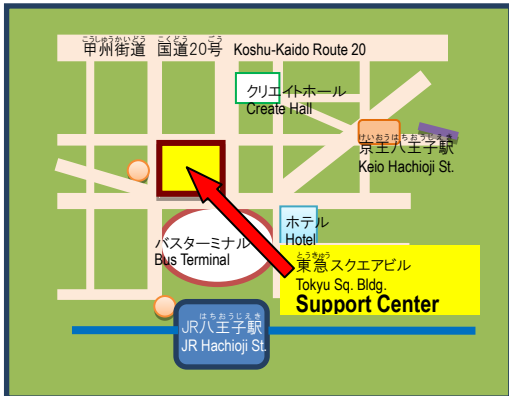 こうしゅうかいどう こくどう ごう
甲州街道 国道20号 Koshu-Kaido Route 20
クリエイトホール
Create Hall
けいおうはちおうじえき
京王八王子駅
Keio Hachioji St.
ホテル
Hotel
バスターミナル
Bus Terminal
とうきゅう
東急スクエアビル
Tokyu Sq. Bldg.
Support Center
はちおうじえき
JR八王子駅
JR Hachioji St.